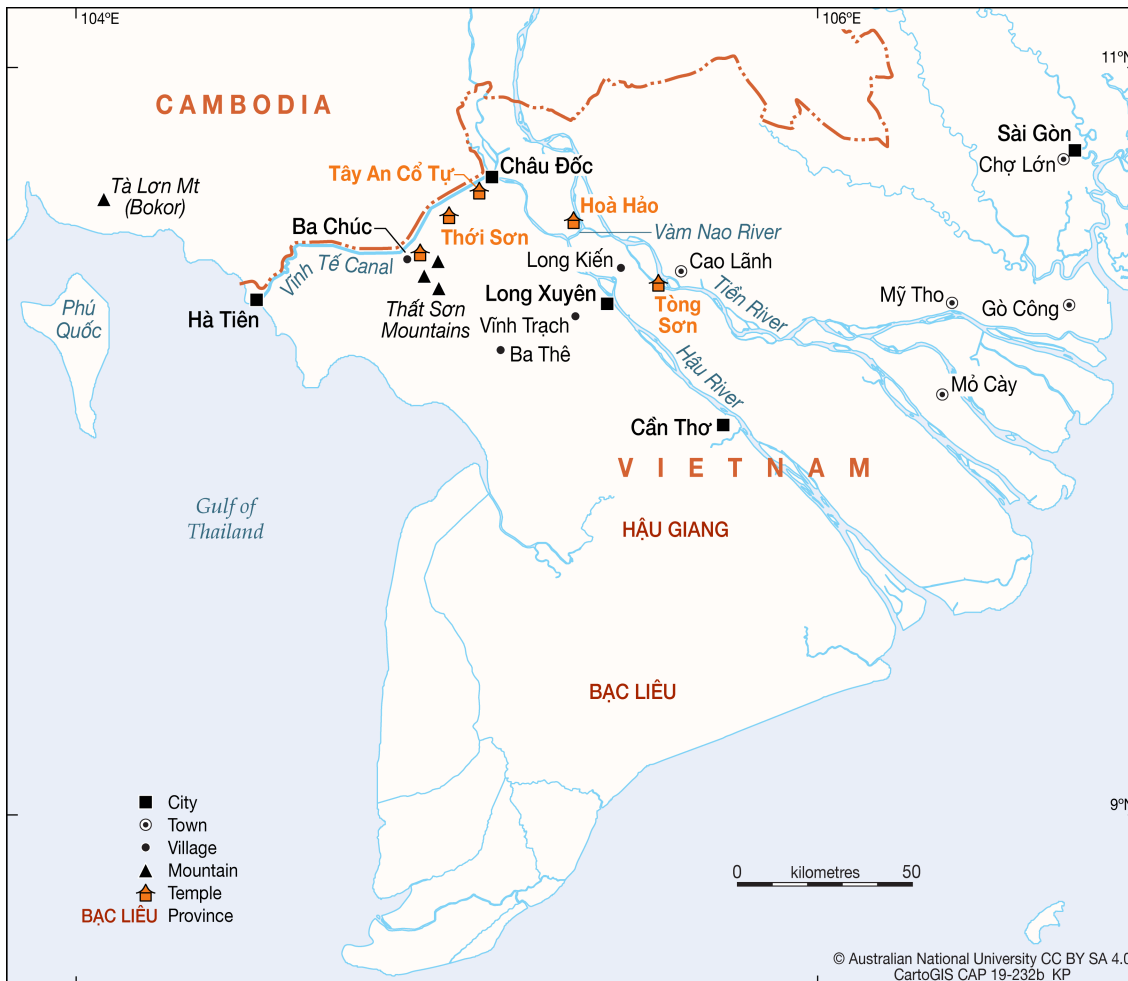 104°E
106°E
11°N
CAMBODIA
Sài Gòn
Chợ Lớn
Châu Đốc
Tây An Cổ Tự
Tà Lơn Mt
(Bokor)
Hoà Hảo
Ba Chúc
Thới Sơn
Vàm Nao River
Long Kiến
Cao Lãnh
Vĩnh Tế Canal
Phú
Quốc
Hà Tiên
Thất Sơn
Mountains
Long Xuyên
Tòng
Sơn
Tiền River
Mỹ Tho
Gò Công
Vĩnh Trạch
Ba Thê
Hậu River
Mỏ Cày
Cần Thơ
VIETNAM
Gulf of
Thailand
HẬU GIANG
BẠC LIÊU
9°N
City
Town
Village
Mountain
Temple
BẠC LIÊU Province
0 kilometres 50
© Australian National University CC BY SA 4.0
CartoGIS CAP 19-232b KP